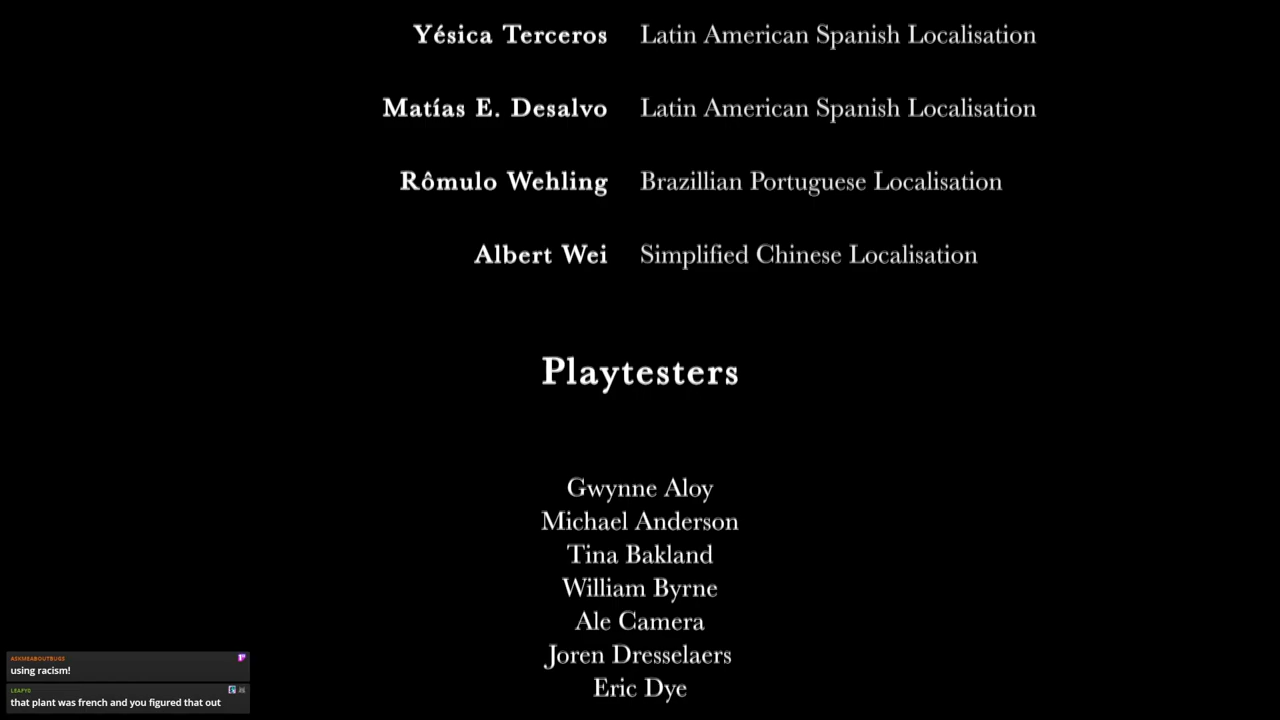 Yésica Terceros Latin American Spanish Localisation
Matías E. Desalvo Latin American Spanish Localisation
Rômulo Wehling Brazillian Portuguese Localisation
Albert Wei Simplified Chinese Localisation
Playtesters
Gwynne Aloy
Michael Anderson
Tina Bakland
William Byrne
Ale Camera
Joren Dresselaers
Eric Dye
ASKMEABOUTBUGS
using racism!
LEAFYG
that plant was french and you figured that out